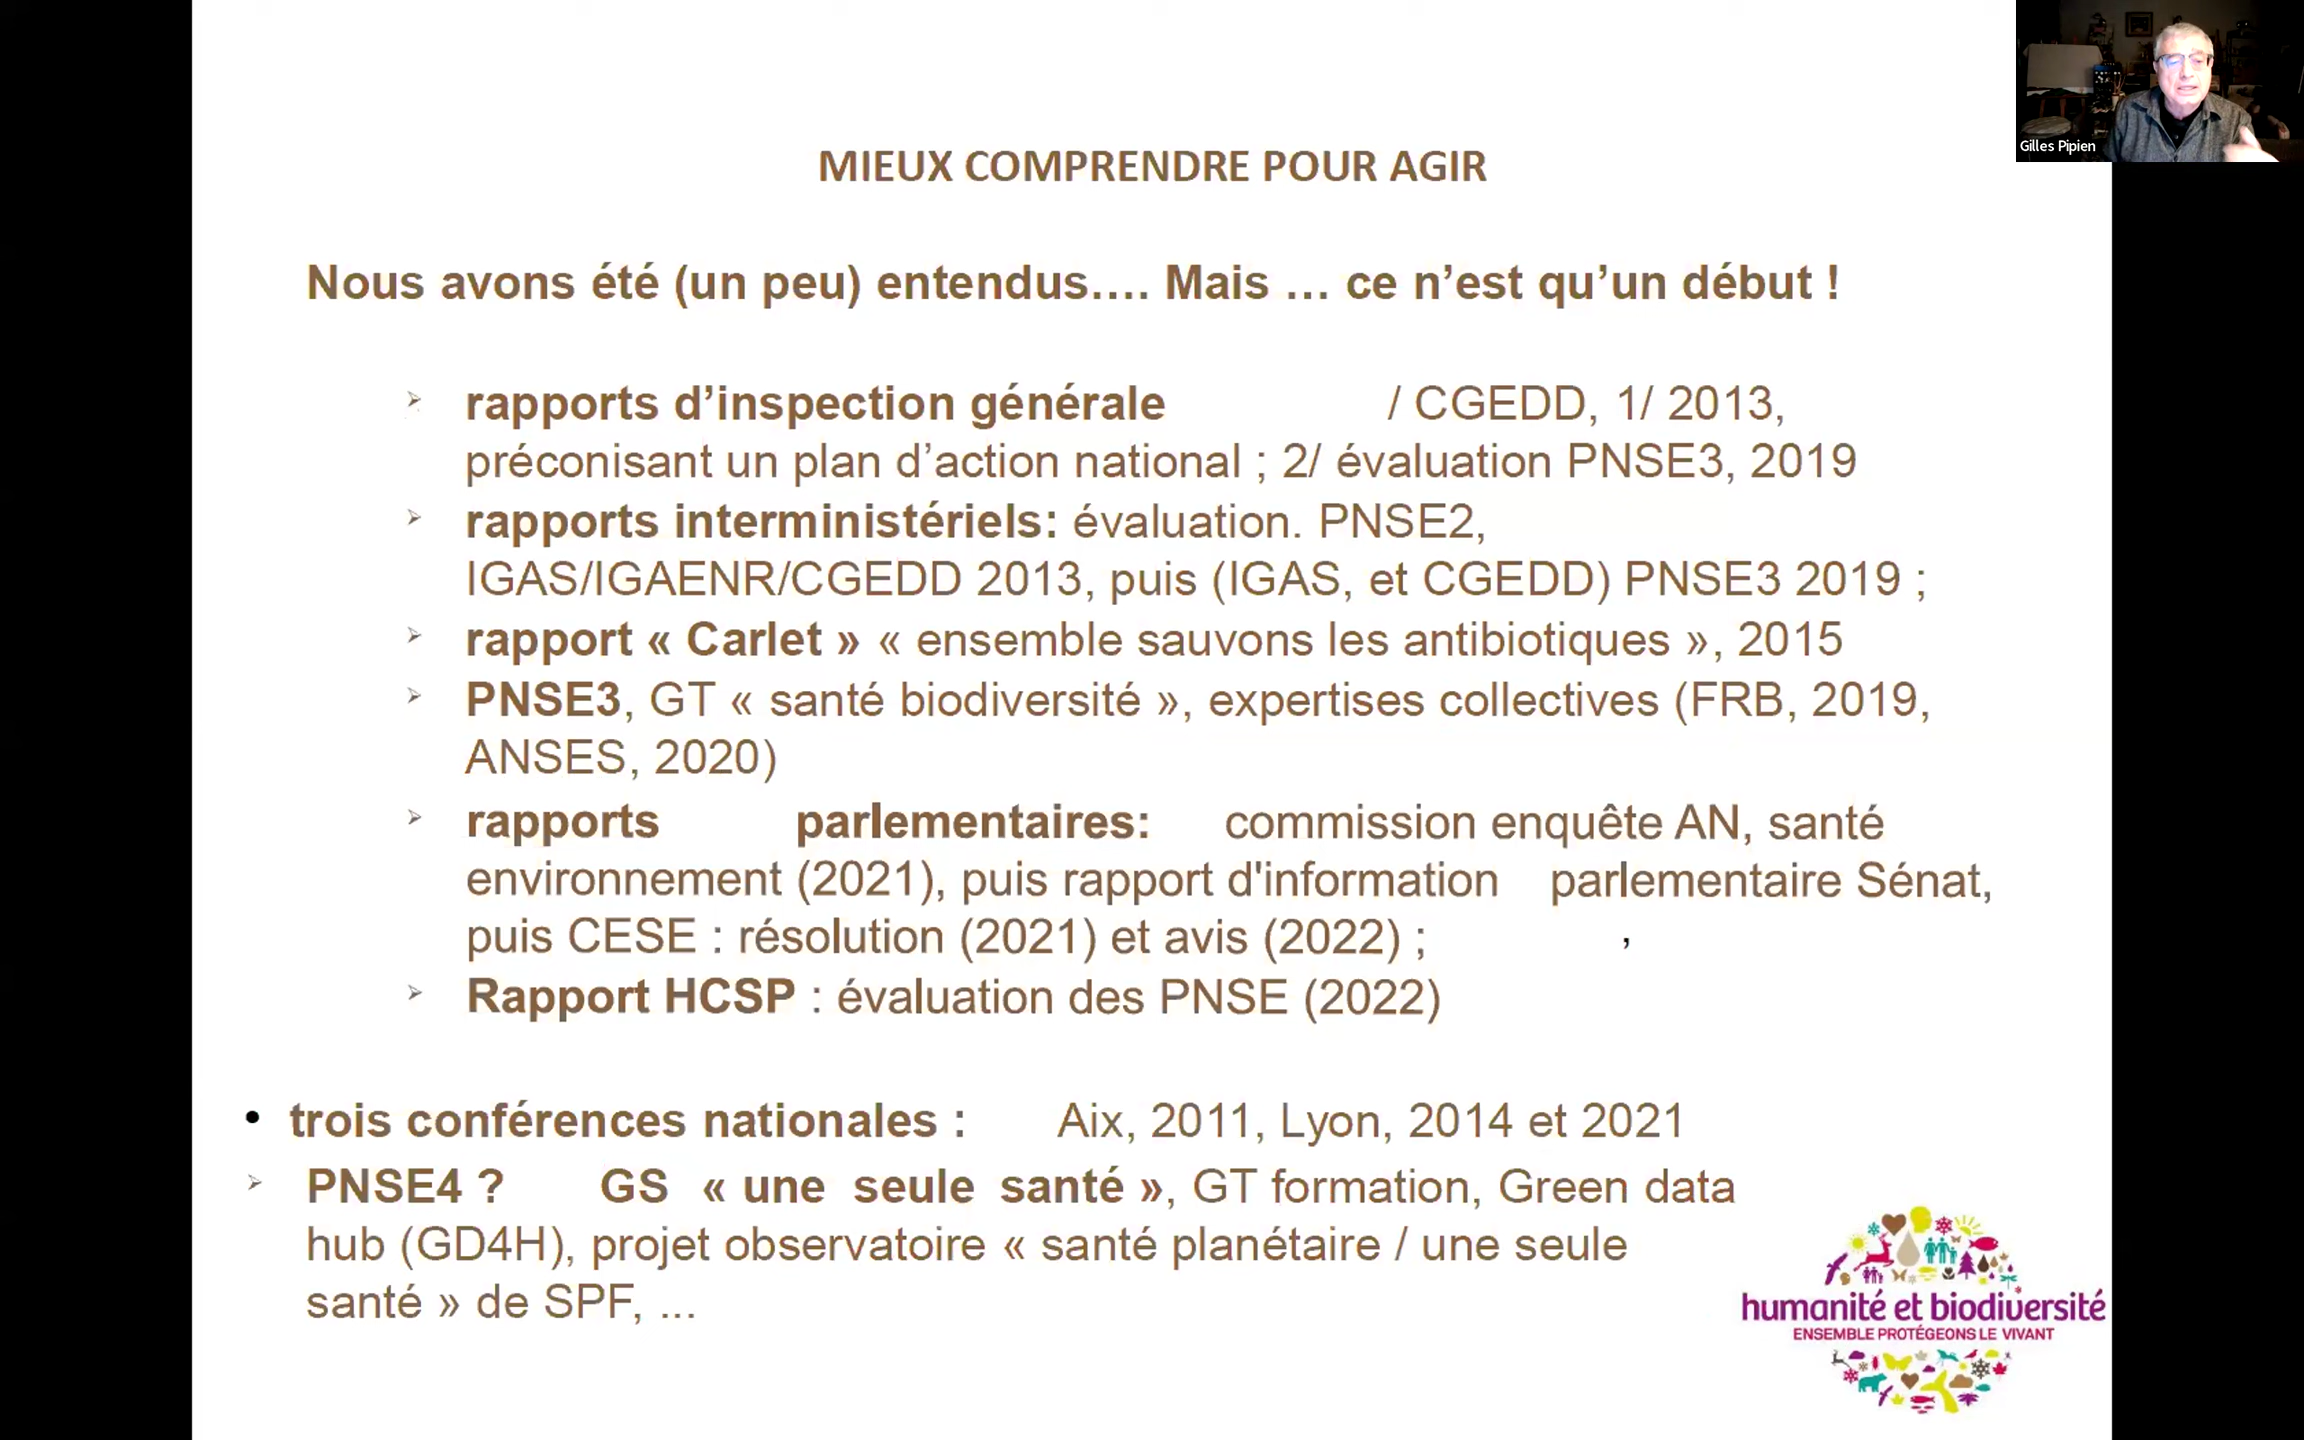 Gilles Pipien
MIEUX COMPRENDRE POUR AGIR
Nous avons été (un peu) entendus…. Mais … ce n’est qu’un début !
rapports d’inspection générale / CGEDD, 1/ 2013,
préconisant un plan d’action national ; 2/ évaluation PNSE3, 2019
rapports interministériels: évaluation. PNSE2,
IGAS/IGAENR/CGEDD 2013, puis (IGAS, et CGEDD) PNSE3 2019 ;
rapport « Carlet » « ensemble sauvons les antibiotiques », 2015
PNSE3, GT « santé biodiversité », expertises collectives (FRB, 2019,
ANSES, 2020)
rapports parlementaires: commission enquête AN, santé
environnement (2021), puis rapport d'information parlementaire Sénat,
puis CESE : résolution (2021) et avis (2022) ; ,
Rapport HCSP : évaluation des PNSE (2022)
• trois conférences nationales : Aix, 2011, Lyon, 2014 et 2021
PNSE4 ? GS « une seule santé », GT formation, Green data
hub (GD4H), projet observatoire « santé planétaire / une seule
santé » de SPF, ...
humanité et biodiversité
ENSEMBLE PROTÉGEONS LE VIVANT